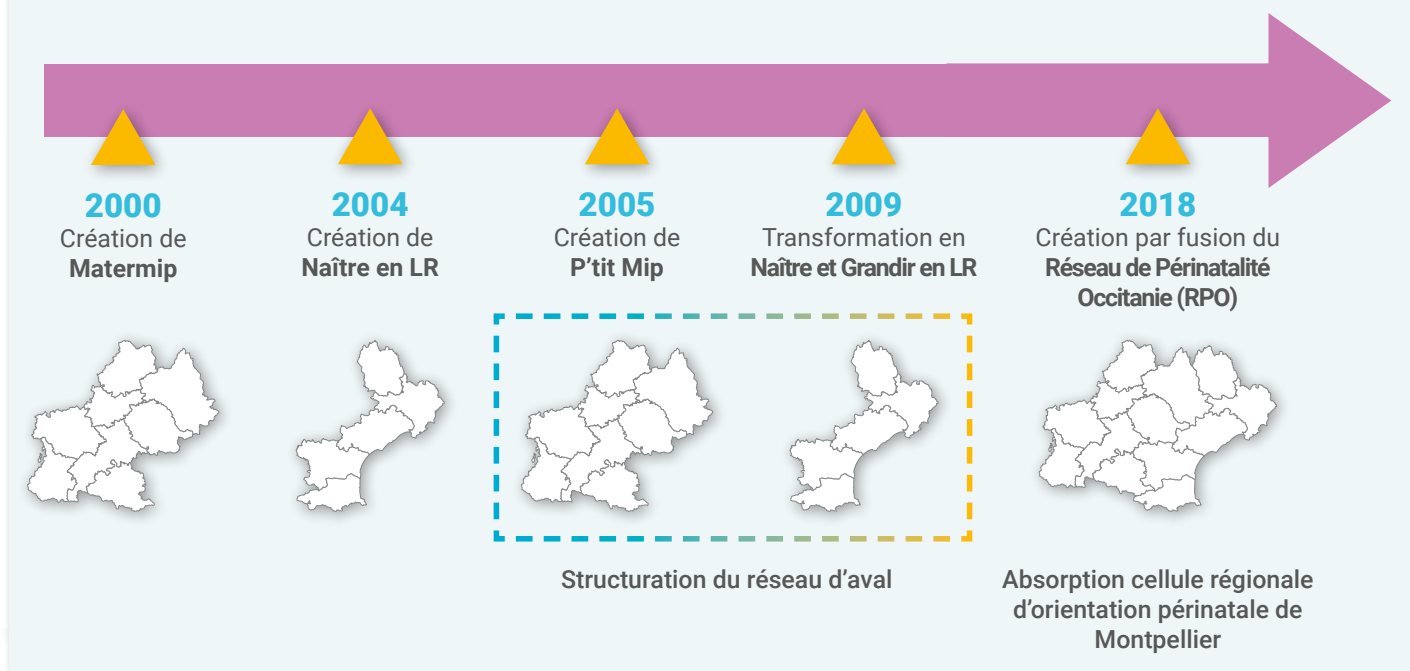 2000
Création de
Matermip
2004
Création de
Naître en LR
2005
Création de
P'tit Mip
2009
Transformation en
Naître et Grandir en LR
2018
Création par fusion du
Réseau de Périnatalité
Occitanie (RPO)
Structuration du réseau d'aval
Absorption cellule régionale
d'orientation périnatale de
Montpellier